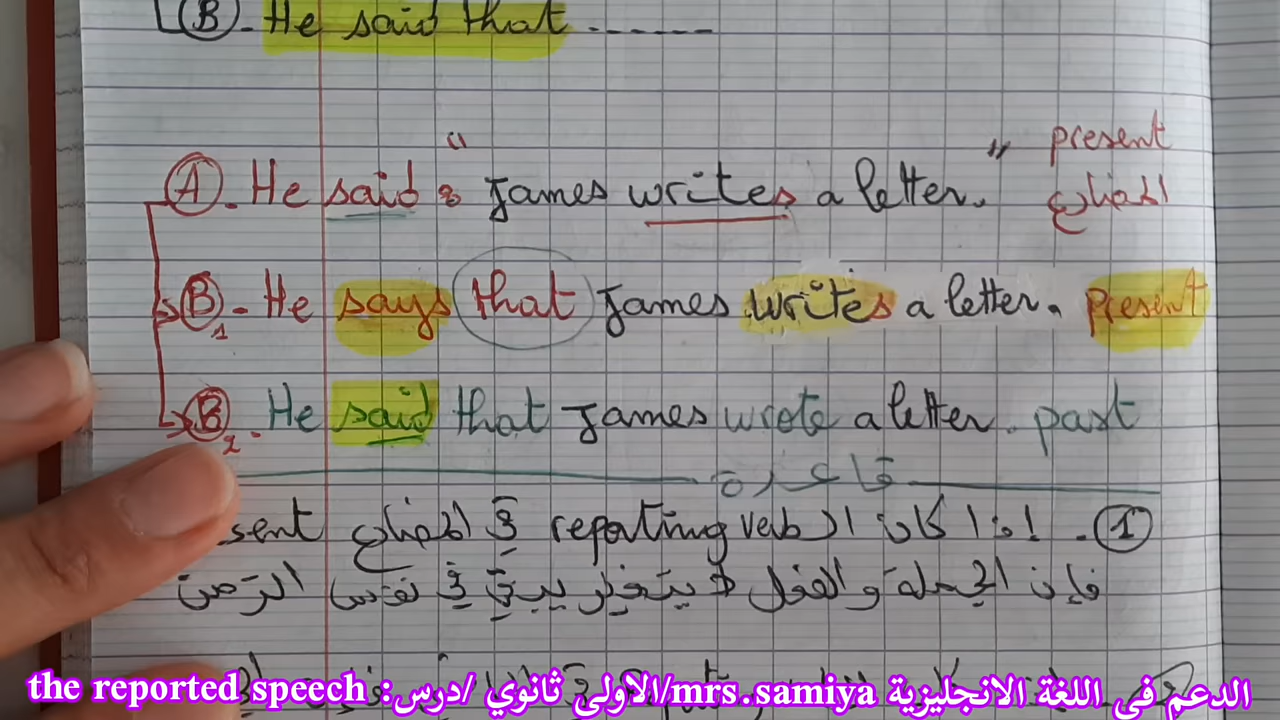 B. He said that ------
A. He said : "James writes a letter." present
المضارع
B1 - He says that James writes a letter. Present
B2. He said that James wrote a letter. past
قاعدة
1. اذا كان ال reporting verb في المضارع sent
فإن الجملة والفعل لا يتغير يبقى في نفس الزمن
الدعم في اللغة الانجليزية mrs.samiya/الاولى ثانوي /درس: the reported speech